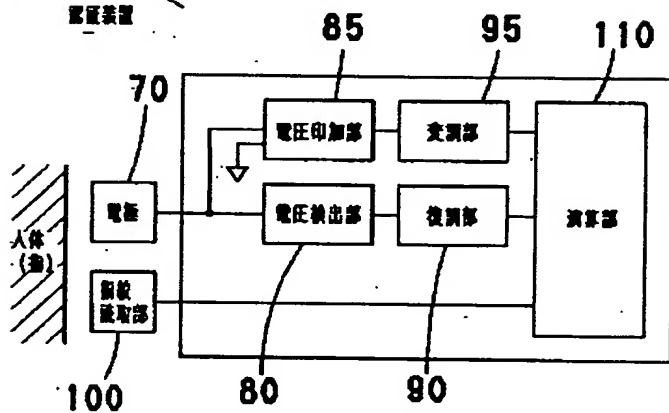 認証装置
85
95
110
70
電圧印加部
変調部
電極
人体
(指)
電圧検出部
復調部
演算部
指紋
読取部
100
80
90